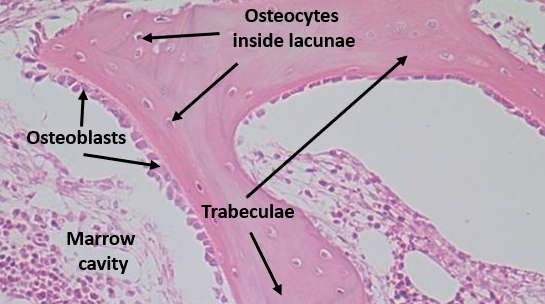 Osteocytes
inside lacunae
Osteoblasts
Trabeculae
Marrow
cavity